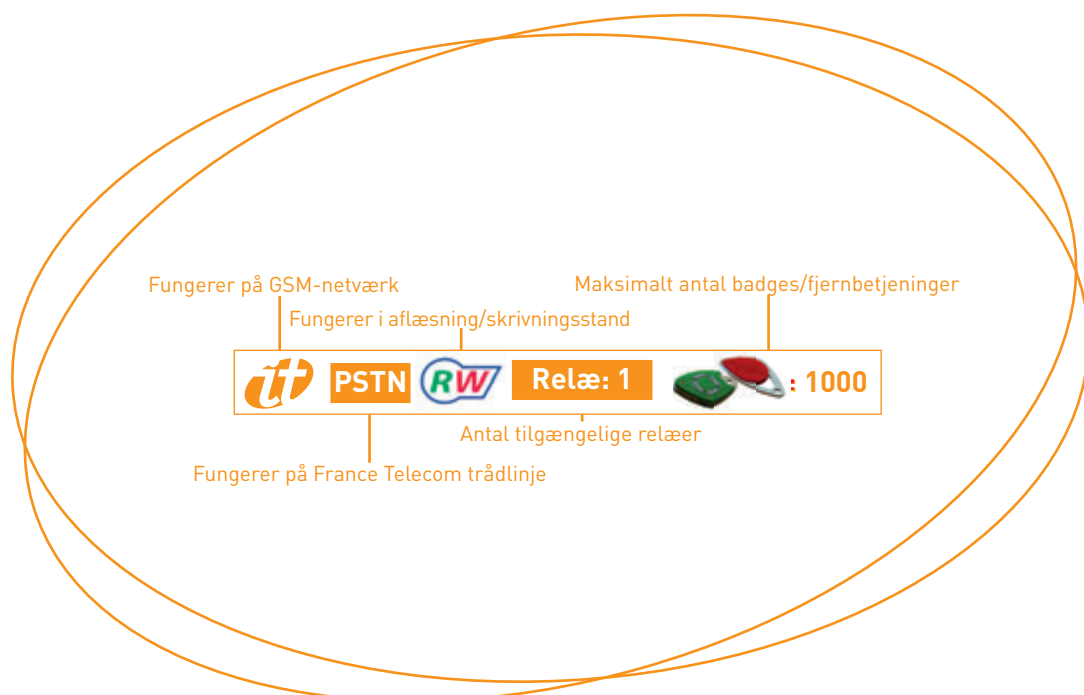 Fungerer på GSM-netværk
Maksimalt antal badges/fjernbetjeninger
Fungerer i aflæsning/skrivningsstand
it PSTN RW Relæ: 1 : 1000
Antal tilgængelige relæer
Fungerer på France Telecom trådlinje